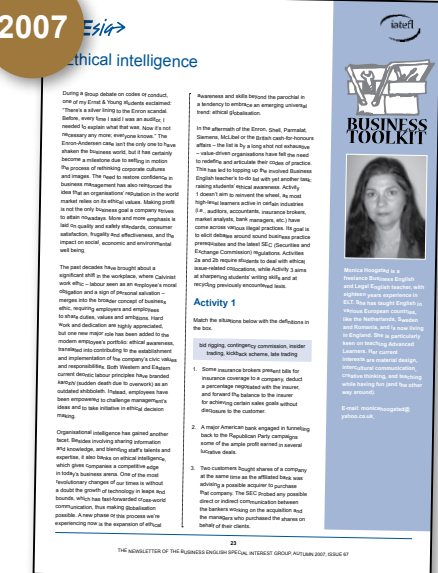 2007
ESig
iatefl
Ethical intelligence
During a group debate on codes of conduct,
one of my Ernst & Young students exclaimed:
"There's a silver lining to the Enron scandal.
Before, every time I said I was an auditor, I
needed to explain what that was. Now it's not
necessary any more; everyone knows." The
Enron-Andersen case isn't the only one to have
shaken the business world, but it has certainly
become a milestone due to setting in motion
the process of rethinking corporate cultures
and images. The need to restore confidence in
business management has also reinforced the
idea that an organisations' reputation in the world
market relies on its ethical values. Making profit
is not the only business goal a company strives
to attain nowadays. More and more emphasis is
laid on quality and safety standards, consumer
satisfaction, frugality and effectiveness, and the
impact on social, economic and environmental
well being.
The past decades have brought about a
significant shift in the workplace, where Calvinist
work ethic – labour seen as an employee's moral
obligation and a sign of personal salvation –
merges into the broader concept of business
ethic, requiring employers and employees
to share duties, values and ambitions. Hard
work and dedication are highly appreciated,
but one new major role has been added to the
modern employee's portfolio: ethical awareness,
translated into contributing to the establishment
and implementation of the company's civic values
and responsibilities. Both Western and Eastern
current deontic labour principles have branded
karoshi (sudden death due to overwork) as an
outdated shibboleth. Instead, employees have
been empowered to challenge management's
ideas and to take initiative in ethical decision
making.
Organisational intelligence has gained another
facet. Besides involving sharing information
and knowledge, and blending staff's talents and
expertise, it also banks on ethical intelligence,
which gives companies a competitive edge
in today's business arena. One of the most
revolutionary changes of our times is without
a doubt the growth of technology in leaps and
bounds, which has fast-forwarded cross-world
communication, thus making globalisation
possible. A new phase of this process we're
experiencing now is the expansion of ethical
awareness and skills beyond the parochial in
a tendency to embrace an emerging universal
trend: ethical globalisation.
In the aftermath of the Enron, Shell, Parmalat,
Siemens, McLibel or the British cash-for-honours
affairs – the list is by a long shot not exhaustive
– value-driven organisations have felt the need
to redefine and articulate their codes of practice.
This has led to topping up the involved Business
English teacher's to-do list with yet another task:
raising students' ethical awareness. Activity
1 doesn't aim to reinvent the wheel, as most
high-level learners active in certain industries
(i.e., auditors, accountants, insurance brokers,
market analysts, bank managers, etc.) have
come across various illegal practices. Its goal is
to elicit debates around sound business practice
prerequisites and the latest SEC (Securities and
Exchange Commission) regulations. Activities
2a and 2b require students to deal with ethical
issue-related collocations, while Activity 3 aims
at sharpening students' writing skills and at
recycling previously encountered lexis.
Activity 1
Match the situations below with the definitions in
the box.
bid rigging, contingency commission, insider
trading, kickback scheme, late trading
1. Some insurance brokers present bills for
insurance coverage to a company, deduct
a percentage negotiated with the insurer,
and forward the balance to the insurer
for achieving certain sales goals without
disclosure to the customer.
2. A major American bank engaged in funnelling
back to the Republican Party campaigns
some of the ample profit earned in several
lucrative deals.
3. Two customers bought shares of a company
at the same time as the affiliated bank was
advising a possible acquirer to purchase
that company. The SEC probed any possible
direct or indirect communication between
the bankers working on the acquisition and
the managers who purchased the shares on
behalf of their clients.
BUSINESS
TOOLKIT
Monica Hoogstad is a
freelance Business English
and Legal English teacher, with
eighteen years experience in
ELT. She has taught English in
various European countries,
like the Netherlands, Sweden
and Romania, and is now living
in England. She is particularly
keen on teaching Advanced
Learners. Her current
interests are material design,
intercultural communication,
creative thinking, and teaching
while having fun (and the other
way around).
E-mail: monicahoogstad@
yahoo.co.uk,
23
THE NEWSLETTER OF THE BUSINESS ENGLISH SPECIAL INTEREST GROUP, AUTUMN 2007, ISSUE 67